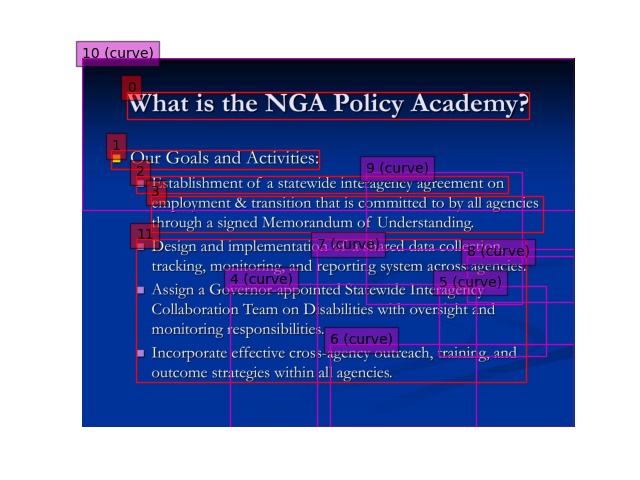 10 (curve)
0
What is the NGA Policy Academy?
1
Our Goals and Activities:
2
9 (curve)
Establishment of a statewide interagency agreement on
3
employment & transition that is committed to by all agencies
through a signed Memorandum of Understanding.
11
7 (curve)
8 (curve)
Design and implementation of a shared data collection,
tracking, monitoring, and reporting system across agencies.
4 (curve)
5 (curve)
Assign a Governor-appointed Statewide Interagency
Collaboration Team on Disabilities with oversight and
monitoring responsibilities.
6 (curve)
Incorporate effective cross-agency outreach, training, and
outcome strategies within all agencies.